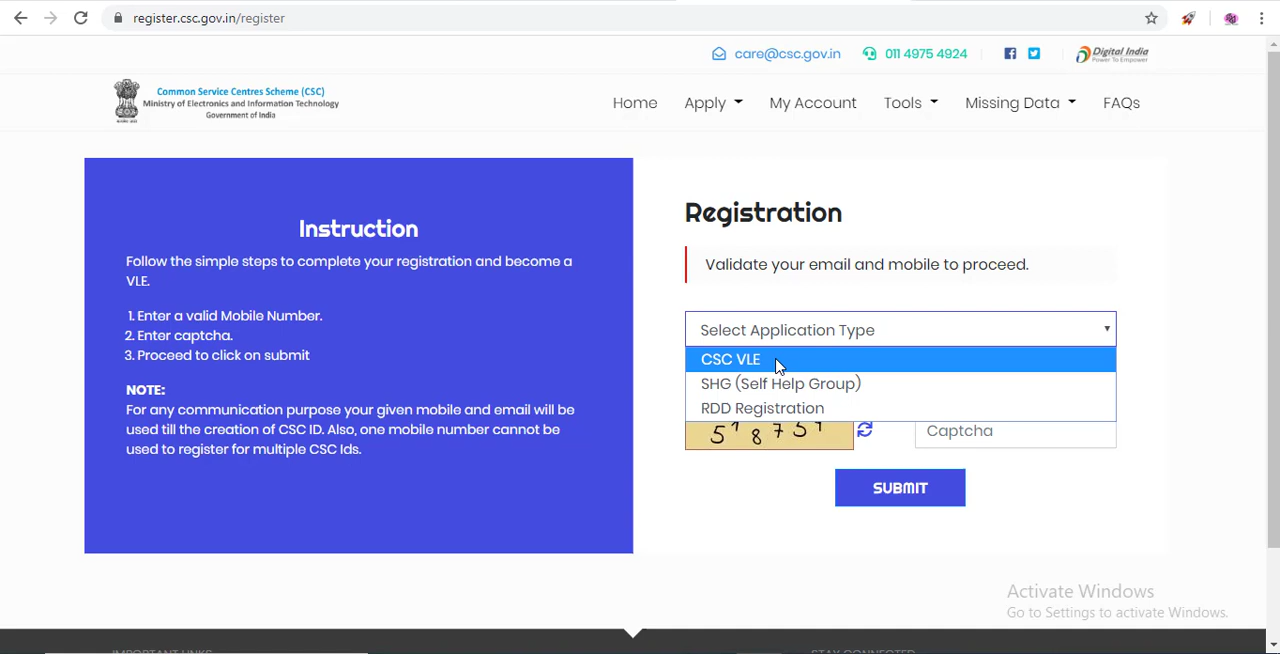 register.csc.gov.in/register
care@csc.gov.in 011 4975 4924 Digital India
Power To Empower
Common Service Centres Scheme (CSC)
Ministry of Electronics and Information Technology
Government of India
Home Apply My Account Tools Missing Data FAQs
Instruction
Follow the simple steps to complete your registration and become a
VLE.
1. Enter a valid Mobile Number.
2. Enter captcha.
3. Proceed to click on submit
NOTE:
For any communication purpose your given mobile and email will be
used till the creation of CSC ID. Also, one mobile number cannot be
used to register for multiple CSC Ids.
Registration
Validate your email and mobile to proceed.
Select Application Type
CSC VLE
SHG (Self Help Group)
RDD Registration
Captcha
SUBMIT
Activate Windows
Go to Settings to activate Windows.
IMPORTANT LINKS STAY CONNECTED